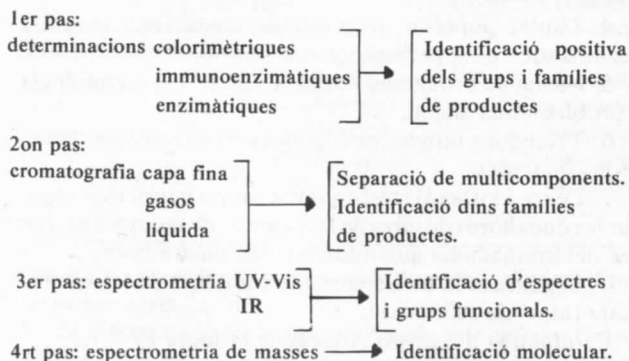 1er pas:
determinacions colorimètriques
immunoenzimàtiques
enzimàtiques
Identificació positiva
dels grups i famílies
de productes
2on pas:
cromatografia capa fina
gasos
líquida
Separació de multicomponents.
Identificació dins famílies
de productes.
3er pas: espectrometria UV-Vis
IR
Identificació d'espectres
i grups funcionals.
4rt pas: espectrometria de masses
Identificació molecular.